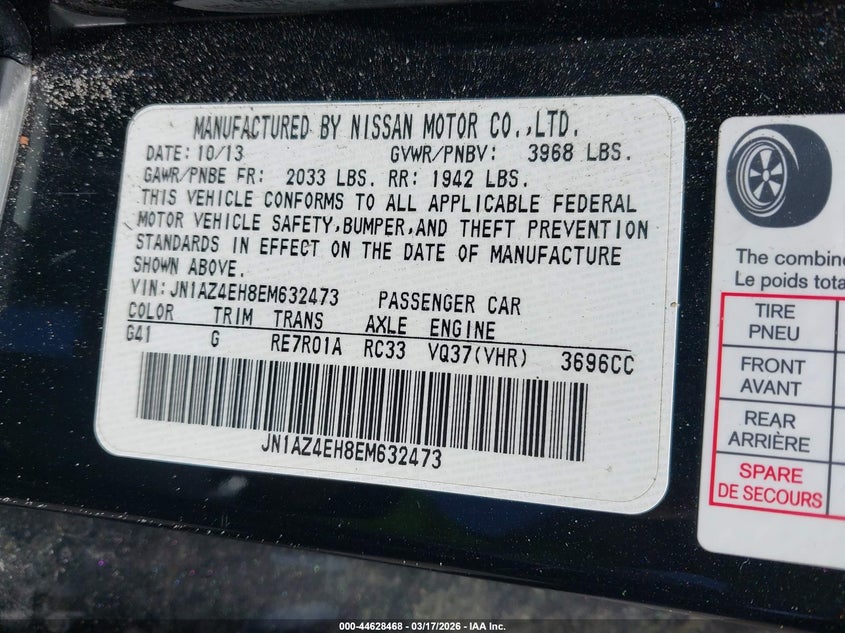 MANUFACTURED BY NISSAN MOTOR CO.,LTD.
DATE: 10/13 GVWR/PNBV: 3968 LBS.
GAWR/PNBE FR: 2033 LBS. RR: 1942 LBS.
THIS VEHICLE CONFORMS TO ALL APPLICABLE FEDERAL
MOTOR VEHICLE SAFETY,BUMPER,AND THEFT PREVENTION
STANDARDS IN EFFECT ON THE DATE OF MANUFACTURE
SHOWN ABOVE.
VIN:JN1AZ4EH8EM632473 PASSENGER CAR
COLOR TRIM TRANS AXLE ENGINE
G41 G RE7R01A RC33 VQ37(VHR) 3696CC
JN1AZ4EH8EM632473
The combine
Le poids tota
TIRE
PNEU
FRONT
AVANT
REAR
ARRIÈRE
SPARE
DE SECOURS
000-44628468 - 03/17/2026 - IAA Inc.